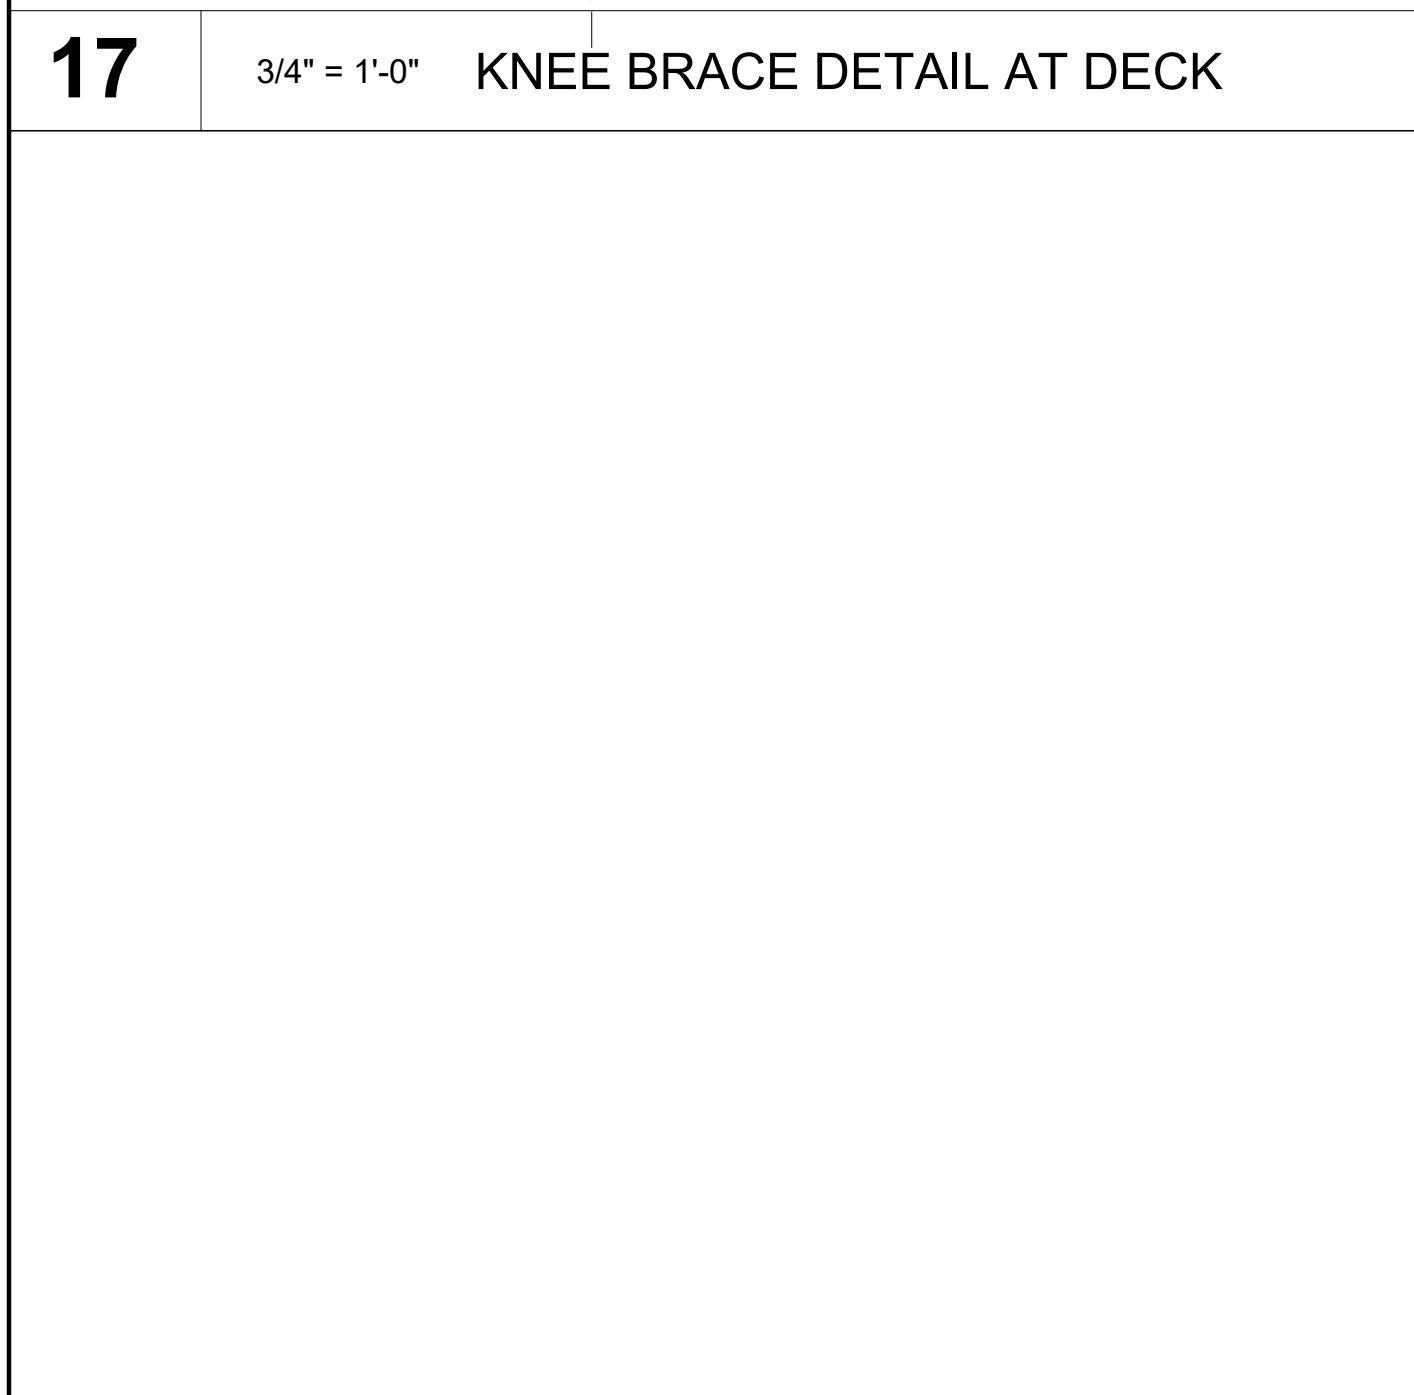 17 3/4" = 1'-0" KNEE BRACE DETAIL AT DECK